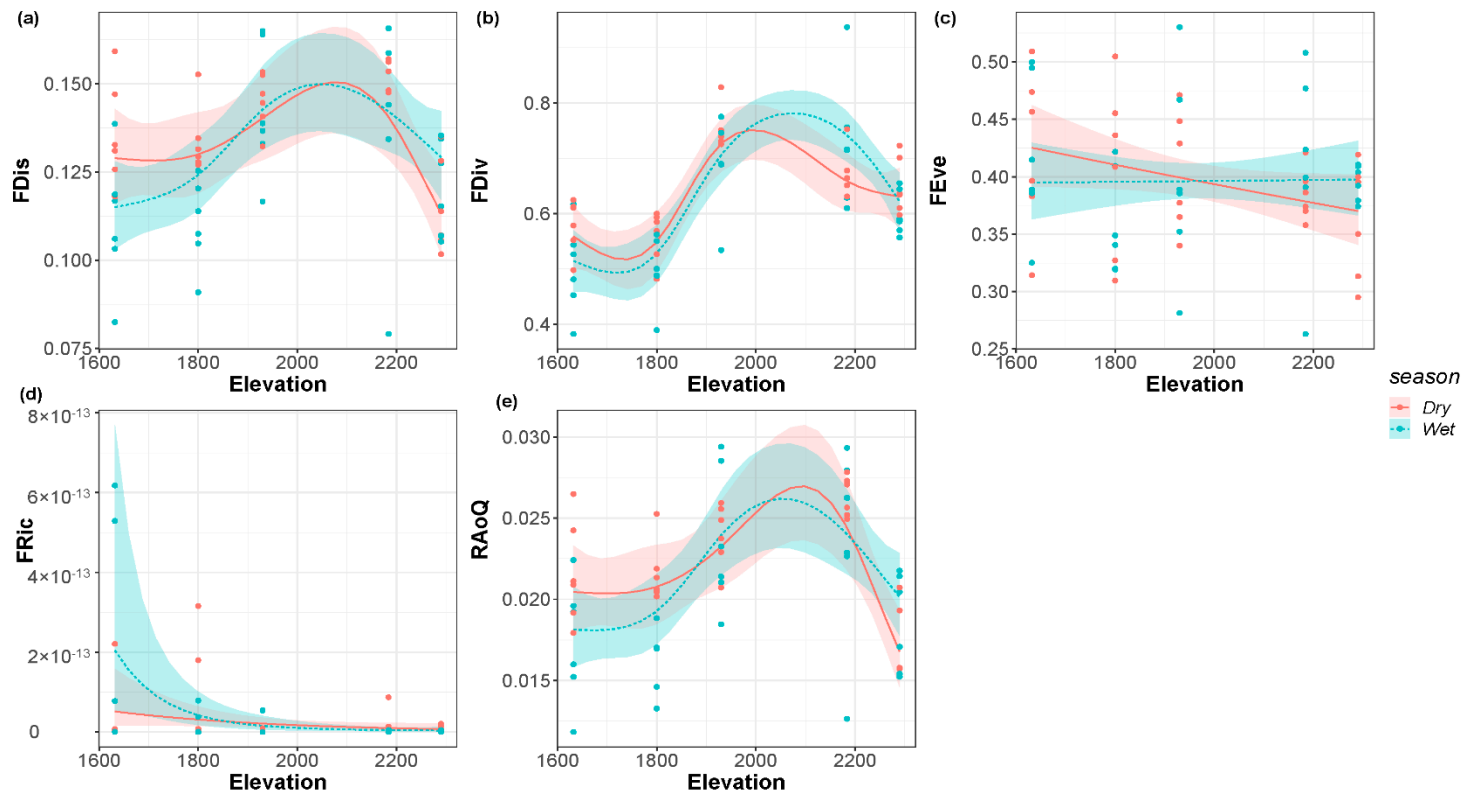 (a)
FDis
0.150
0.125
0.100
0.075
1600 1800 2000 2200
Elevation
(b)
FDiv
0.8
0.6
0.4
1600 1800 2000 2200
Elevation
(c)
FEve
0.50
0.45
0.40
0.35
0.30
0.25
1600 1800 2000 2200
Elevation
(d)
FRic
8×10⁻¹³
6×10⁻¹³
4×10⁻¹³
2×10⁻¹³
0
1600 1800 2000 2200
Elevation
(e)
RAoQ
0.030
0.025
0.020
0.015
1600 1800 2000 2200
Elevation
season
Dry
Wet